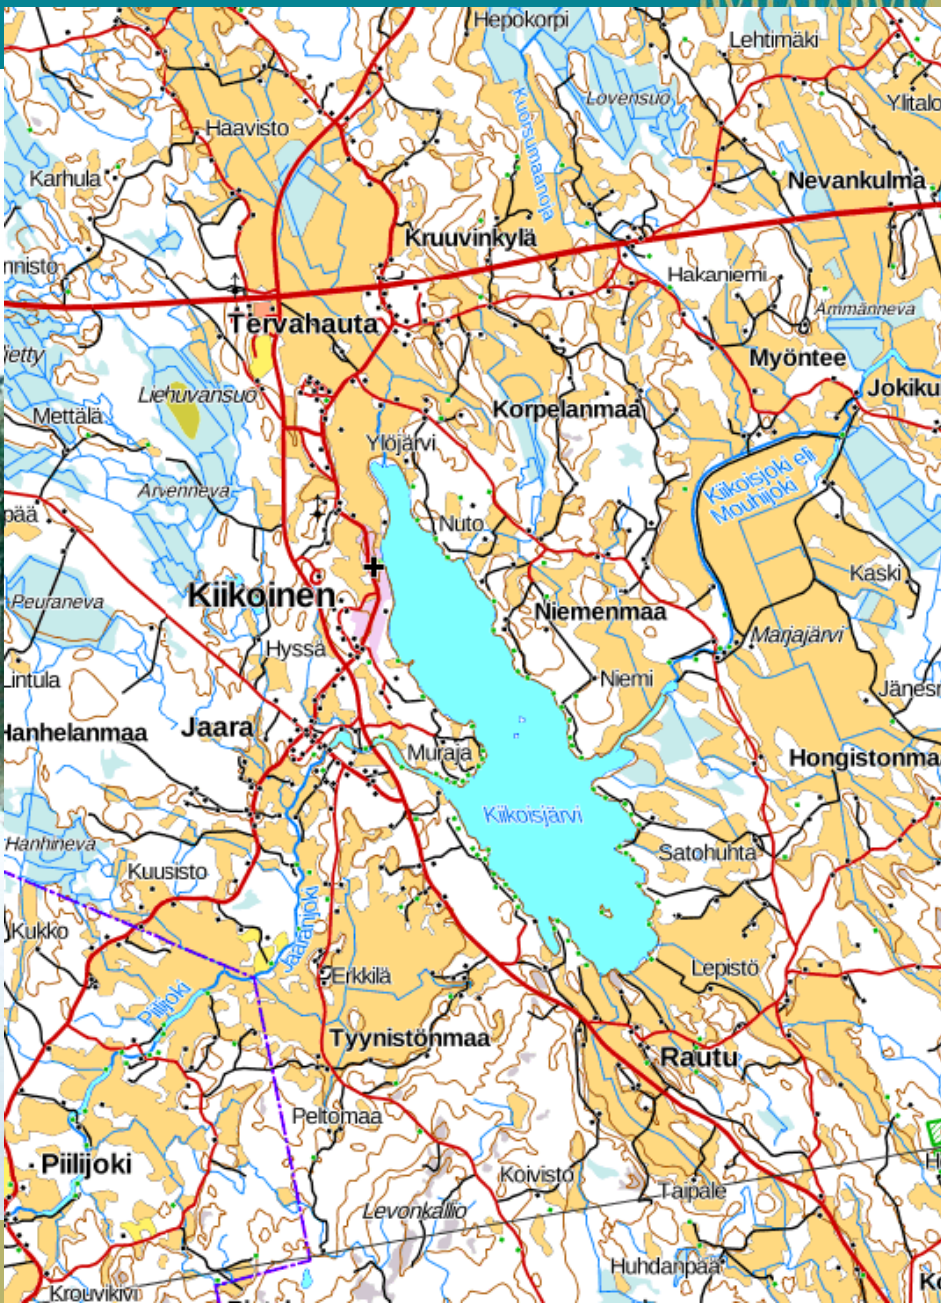 Hepokorpi
Lehtimäki
Lovensuo
Ylitalo
Kuorsumaanoja
Haavisto
Karhula
Nevankulma
Kruuvinkylä
nnisto
Hakaniemi
Ämmänneva
Tervahauta
Myöntee
Jokiku
Liehuvansuo
Mettälä
Korpelanmaa
Ylöjärvi
Kiikoisjoki eli
Mouhijoki
Arvenneva
pää
Nuto
Kaski
Kiikoinen
Peuraneva
Niemenmaa
Marjajärvi
Hyssä
Lintula
Niemi
Jänesn
Hanhelanmaa
Jaara
Muraja
Hongistonma
Kiikoisjärvi
Hanhineva
Satohuhta
Kuusisto
Kukko
Jaaranjoki
Erkkilä
Lepistö
Piilijoki
Tyynistönmaa
Rautu
Peltomaa
Piilijoki
Koivisto
Taipale
Levonkallio
Huhdanpää
Krouvikivi